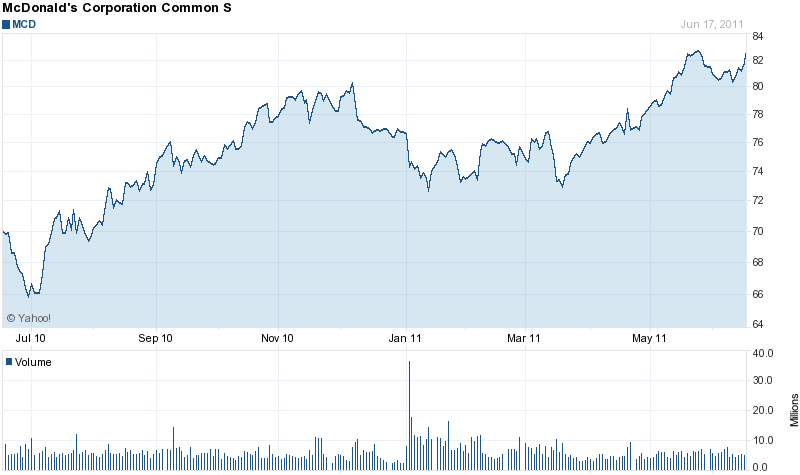 McDonald's Corporation Common S
MCD
Jun 17, 2011
84
82
80
78
76
74
72
70
68
66
64
© Yahoo!
Jul 10 Sep 10 Nov 10 Jan 11 Mar 11 May 11
Volume
40.0
30.0
20.0
10.0
0.0
Millions